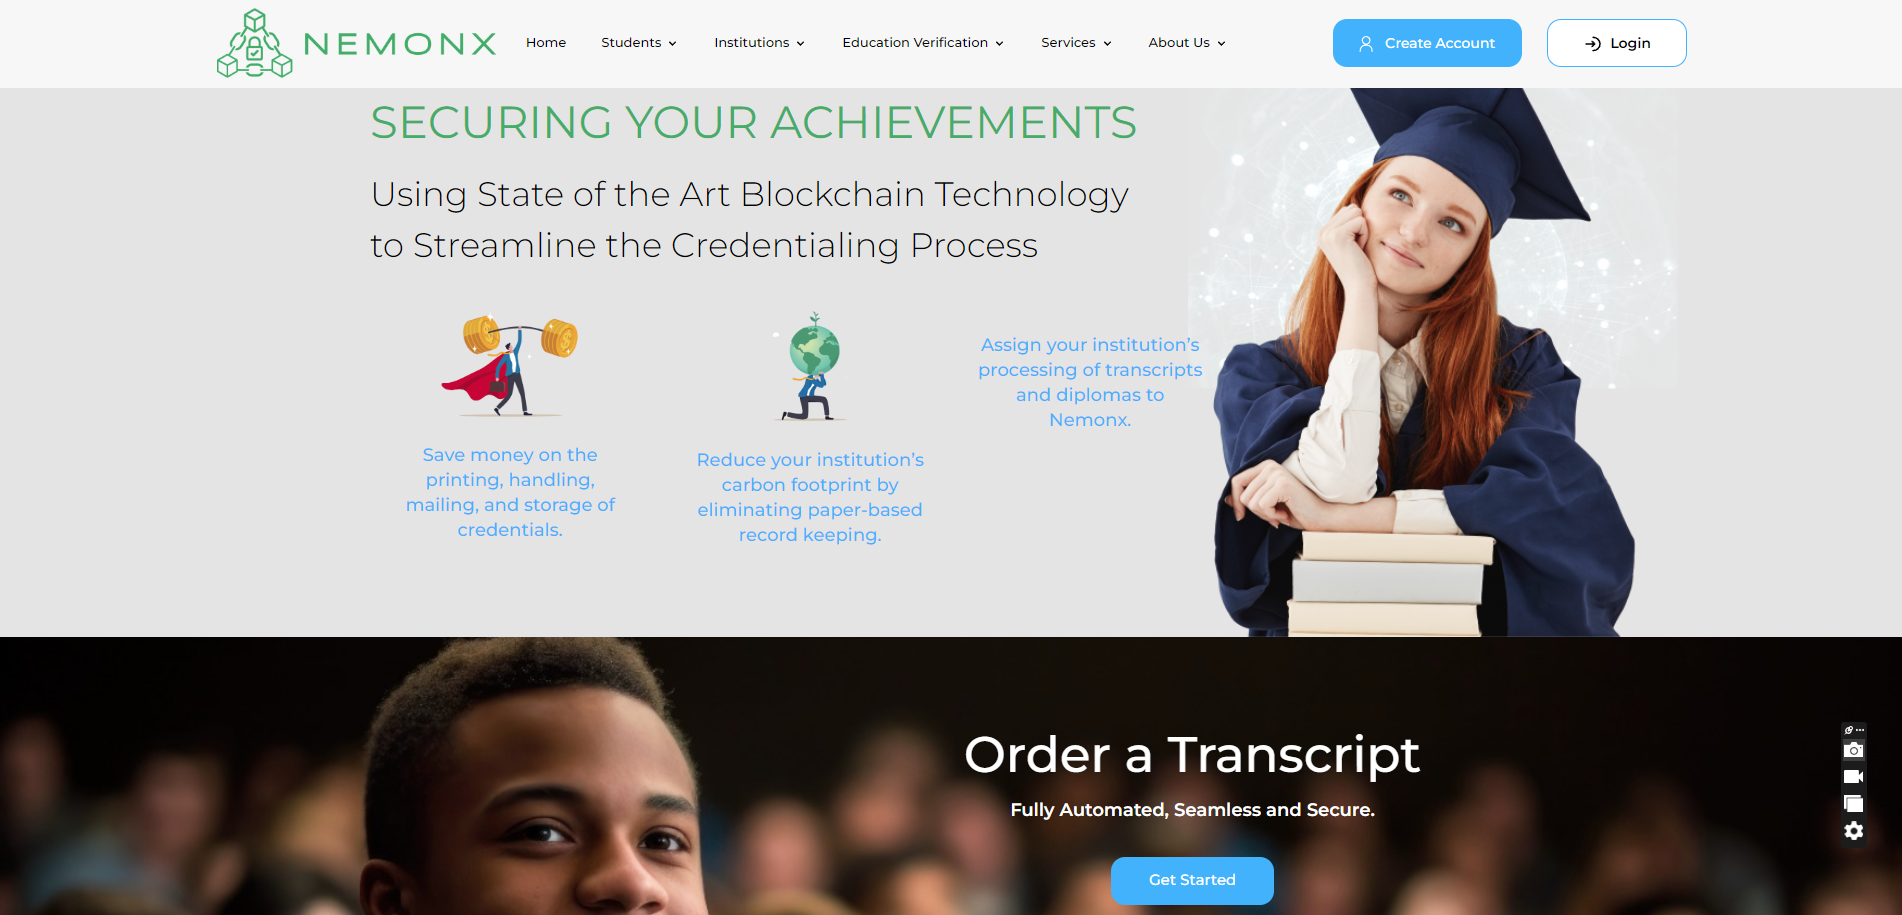 NEMONX
Home
Students
Institutions
Education Verification
Services
About Us
Create Account
Login
SECURING YOUR ACHIEVEMENTS
Using State of the Art Blockchain Technology
to Streamline the Credentialing Process
Save money on the
printing, handling,
mailing, and storage of
credentials.
Reduce your institution’s
carbon footprint by
eliminating paper-based
record keeping.
Assign your institution’s
processing of transcripts
and diplomas to
Nemonx.
Order a Transcript
Fully Automated, Seamless and Secure.
Get Started